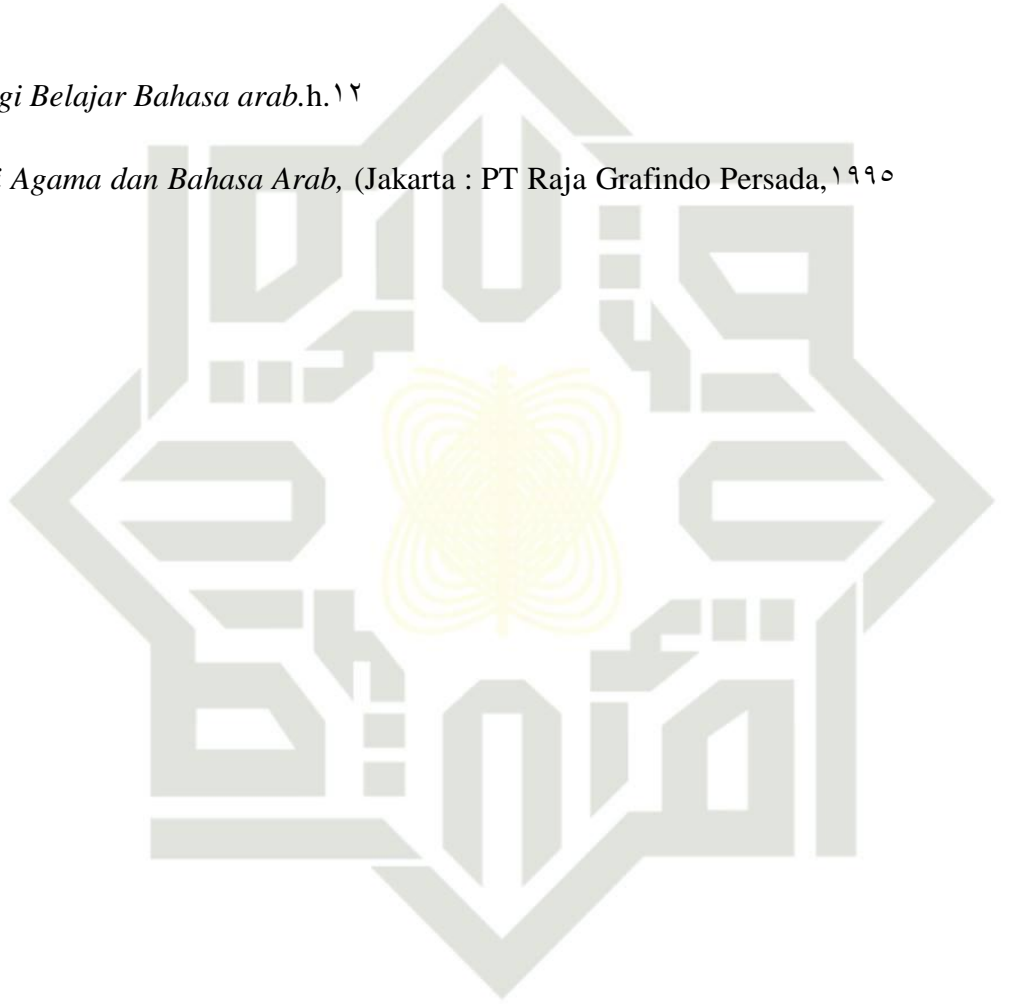 gi Belajar Bahasa arab.h.١٢
i Agama dan Bahasa Arab, (Jakarta : PT Raja Grafindo Persada,١٩٩٥